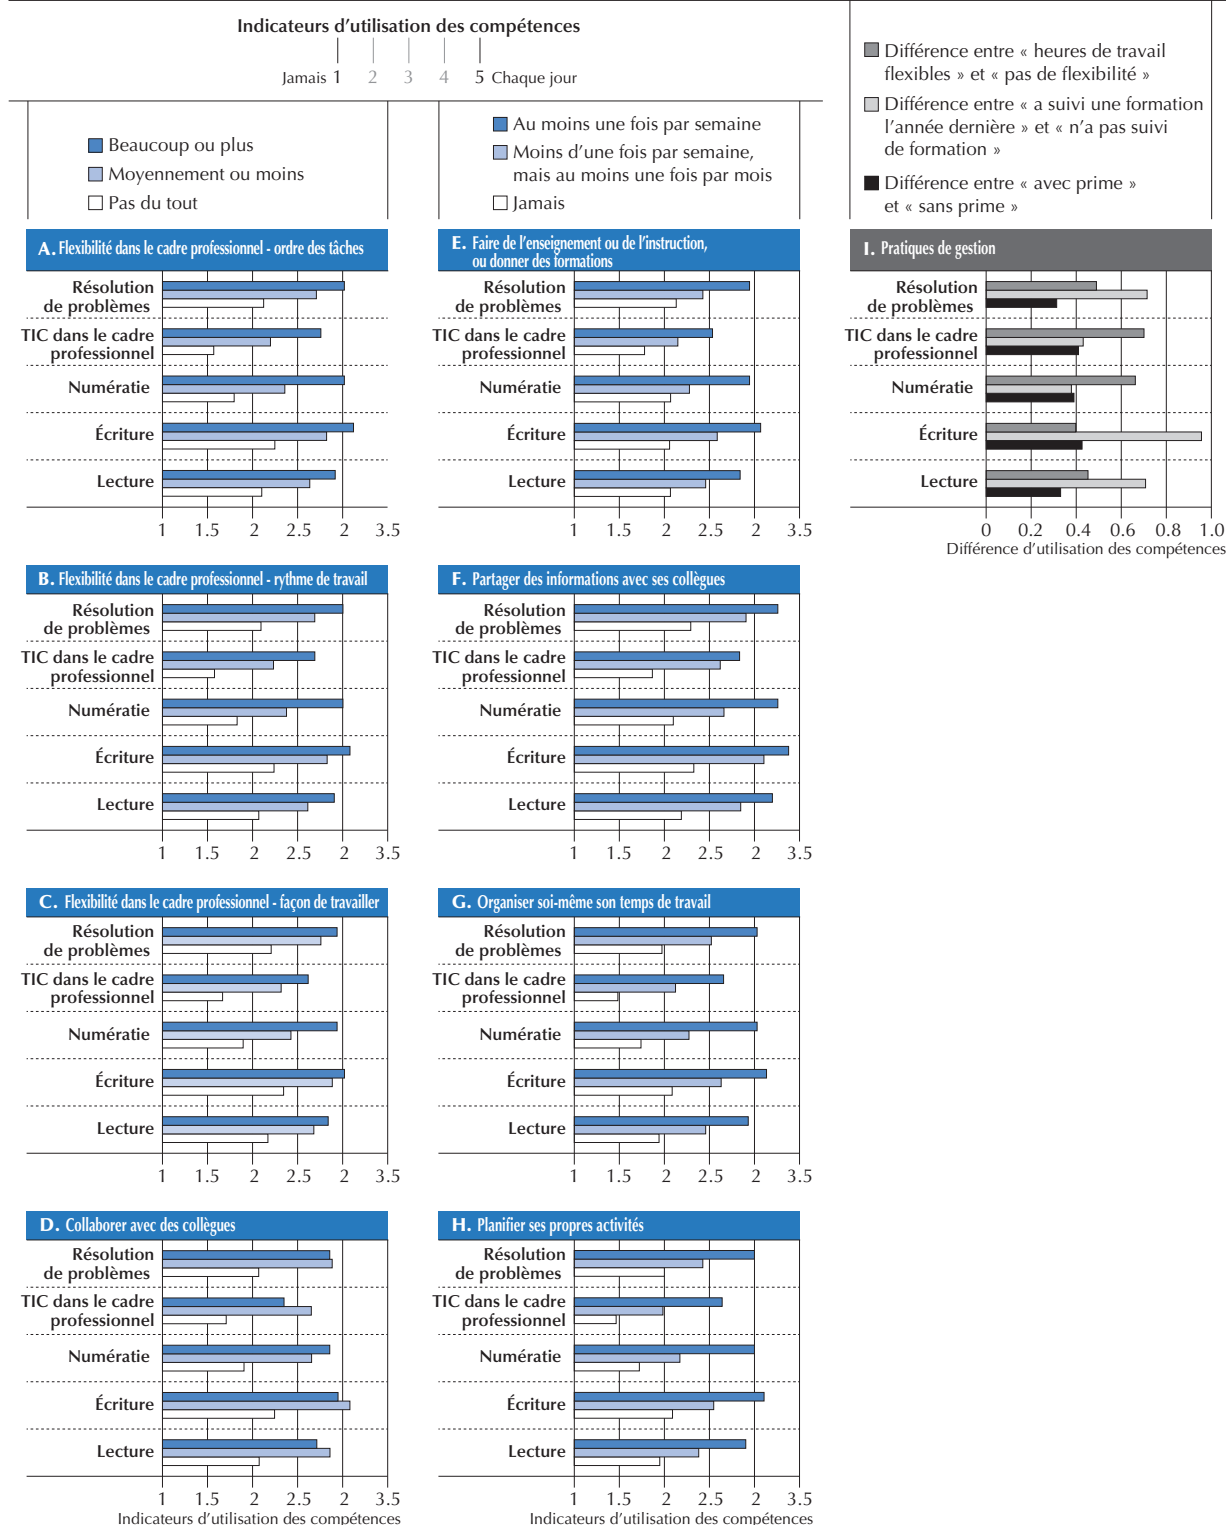 Indicateurs d'utilisation des compétences
Jamais 1 2 3 4 5 Chaque jour
Beaucoup ou plus
Moyennement ou moins
Pas du tout
Au moins une fois par semaine
Moins d'une fois par semaine,
mais au moins une fois par mois
Jamais
Différence entre « heures de travail
flexibles » et « pas de flexibilité »
Différence entre « a suivi une formation
l'année dernière » et « n'a pas suivi
de formation »
Différence entre « avec prime »
et « sans prime »
A. Flexibilité dans le cadre professionnel - ordre des tâches
Résolution
de problèmes
TIC dans le cadre
professionnel
Numératie
Écriture
Lecture
1 1.5 2 2.5 2 3.5
E. Faire de l'enseignement ou de l'instruction,
ou donner des formations
Résolution
de problèmes
TIC dans le cadre
professionnel
Numératie
Écriture
Lecture
1 1.5 2 2.5 2 3.5
I. Pratiques de gestion
Résolution
de problèmes
TIC dans le cadre
professionnel
Numératie
Écriture
Lecture
0 0.2 0.4 0.6 0.8 1.0
Différence d'utilisation des compétences
B. Flexibilité dans le cadre professionnel - rythme de travail
Résolution
de problèmes
TIC dans le cadre
professionnel
Numératie
Écriture
Lecture
1 1.5 2 2.5 2 3.5
F. Partager des informations avec ses collègues
Résolution
de problèmes
TIC dans le cadre
professionnel
Numératie
Écriture
Lecture
1 1.5 2 2.5 2 3.5
C. Flexibilité dans le cadre professionnel - façon de travailler
Résolution
de problèmes
TIC dans le cadre
professionnel
Numératie
Écriture
Lecture
1 1.5 2 2.5 2 3.5
G. Organiser soi-même son temps de travail
Résolution
de problèmes
TIC dans le cadre
professionnel
Numératie
Écriture
Lecture
1 1.5 2 2.5 2 3.5
D. Collaborer avec des collègues
Résolution
de problèmes
TIC dans le cadre
professionnel
Numératie
Écriture
Lecture
1 1.5 2 2.5 2 3.5
Indicateurs d'utilisation des compétences
H. Planifier ses propres activités
Résolution
de problèmes
TIC dans le cadre
professionnel
Numératie
Écriture
Lecture
1 1.5 2 2.5 2 3.5
Indicateurs d'utilisation des compétences